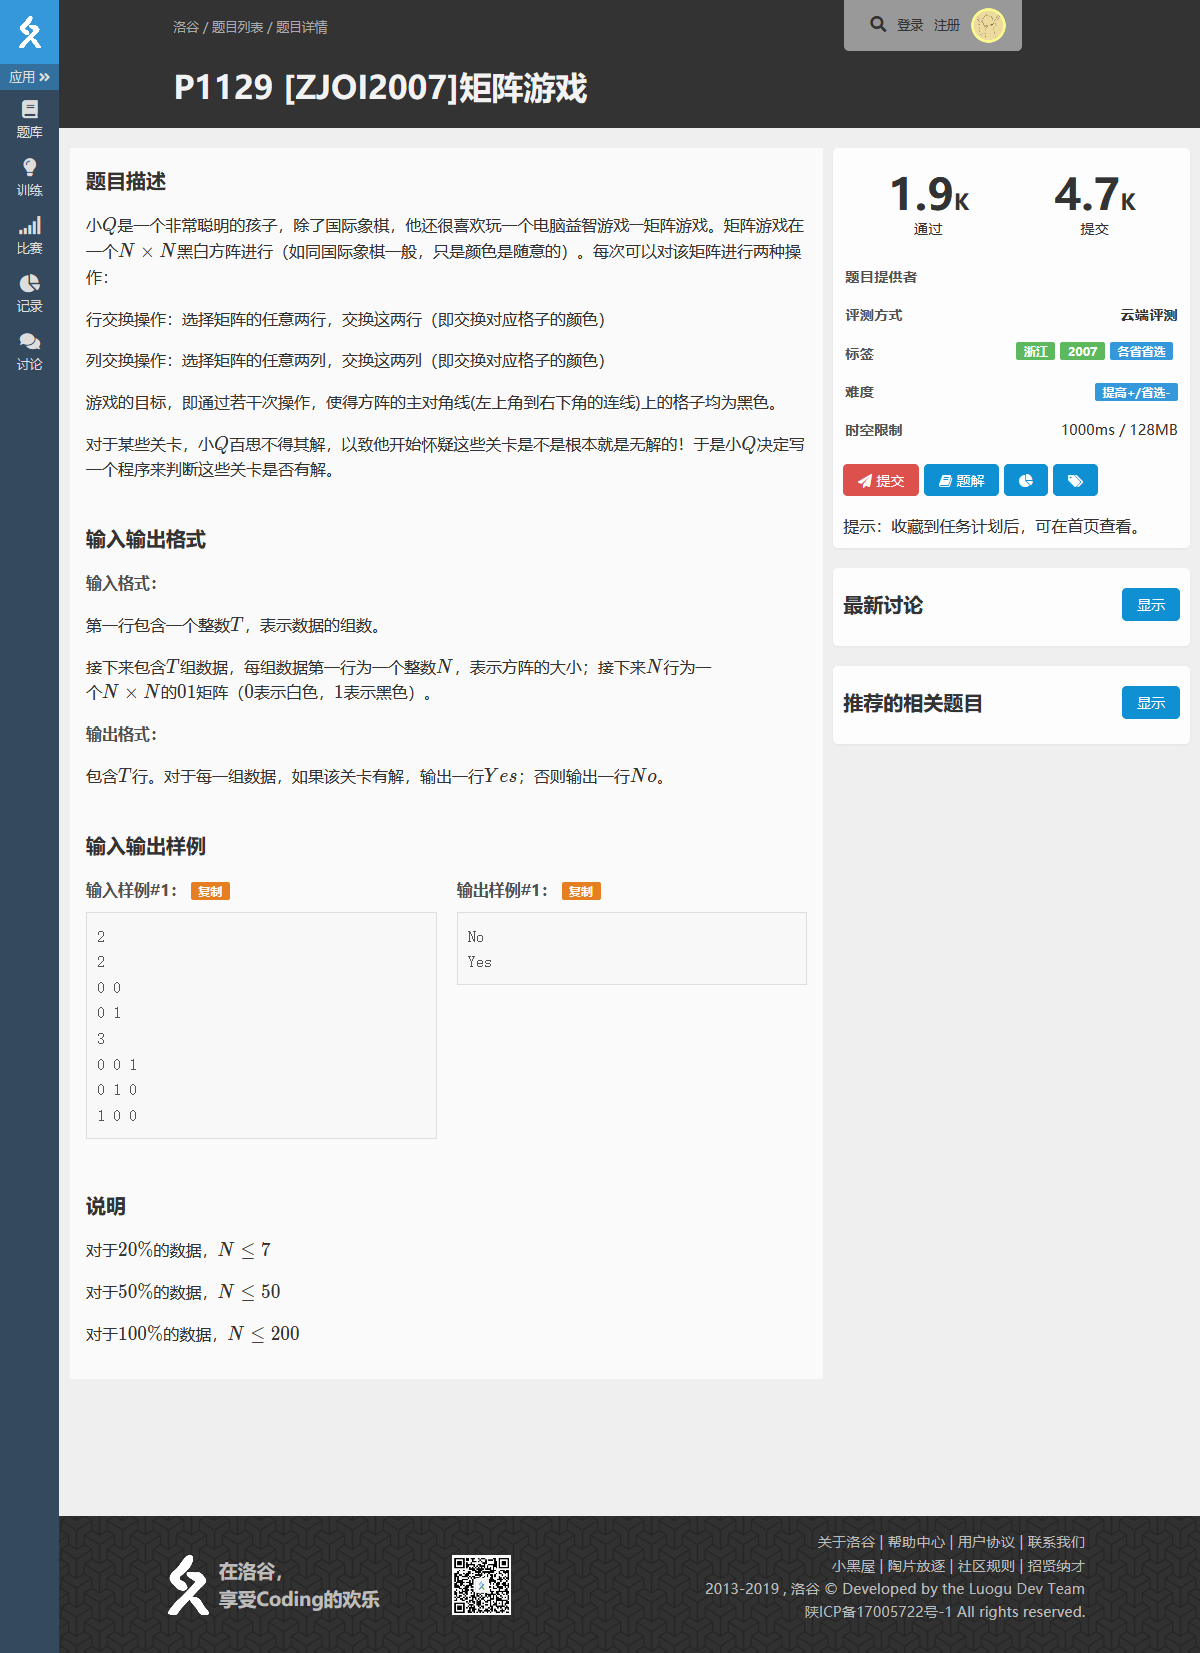 洛谷 / 题目列表 / 题目详情
登录 注册
P1129 [ZJOI2007]矩阵游戏
应用
题库
训练
比赛
记录
讨论
题目描述
小Q是一个非常聪明的孩子，除了国际象棋，他还很喜欢玩一个电脑益智游戏―矩阵游戏。矩阵游戏在
一个N × N黑白方阵进行（如同国际象棋一般，只是颜色是随意的）。每次可以对该矩阵进行两种操
作：
行交换操作：选择矩阵的任意两行，交换这两行（即交换对应格子的颜色）
列交换操作：选择矩阵的任意两列，交换这两列（即交换对应格子的颜色）
游戏的目标，即通过若干次操作，使得方阵的主对角线(左上角到右下角的连线)上的格子均为黑色。
对于某些关卡，小Q百思不得其解，以致他开始怀疑这些关卡是不是根本就是无解的！于是小Q决定写
一个程序来判断这些关卡是否有解。
输入输出格式
输入格式：
第一行包含一个整数T，表示数据的组数。
接下来包含T组数据，每组数据第一行为一个整数N，表示方阵的大小；接下来N行为一
个N × N的01矩阵（0表示白色，1表示黑色）。
输出格式：
包含T行。对于每一组数据，如果该关卡有解，输出一行Yes；否则输出一行No。
输入输出样例
输入样例#1： 复制
2
2
0 0
0 1
3
0 0 1
0 1 0
1 0 0
输出样例#1： 复制
No
Yes
说明
对于20%的数据，N ≤ 7
对于50%的数据，N ≤ 50
对于100%的数据，N ≤ 200
1.9K 4.7K
通过 提交
题目提供者
评测方式 云端评测
标签 浙江 2007 各省省选
难度 提高+/省选-
时空限制 1000ms / 128MB
提交 题解
提示：收藏到任务计划后，可在首页查看。
最新讨论 显示
推荐的相关题目 显示
在洛谷，
享受Coding的欢乐
关于洛谷 | 帮助中心 | 用户协议 | 联系我们
小黑屋 | 陶片放逐 | 社区规则 | 招贤纳才
2013-2019 , 洛谷 © Developed by the Luogu Dev Team
陕ICP备17005722号-1 All rights reserved.